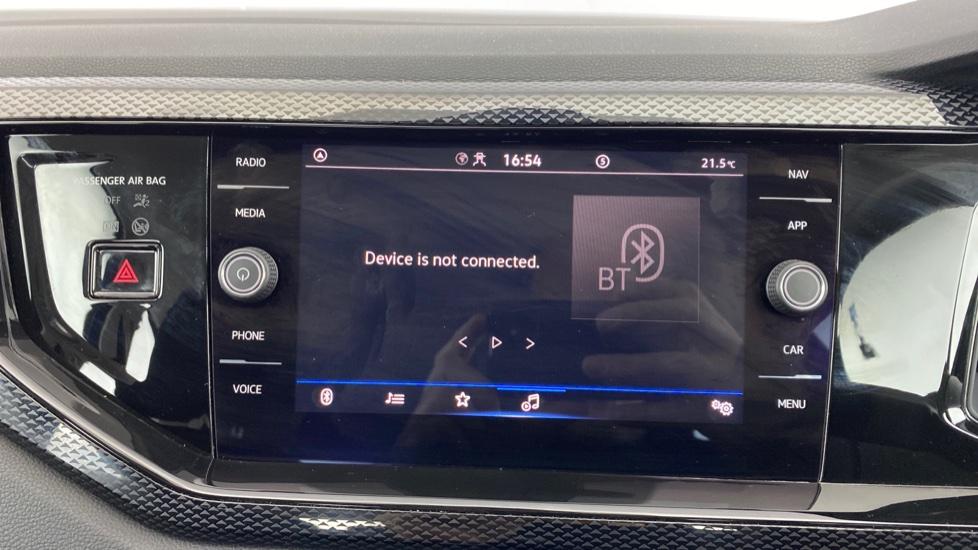 RADIO
MEDIA
PHONE
VOICE
PASSENGER AIR BAG
OFF
ON
16:54
S
21.5°C
Device is not connected.
BT
NAV
APP
CAR
MENU